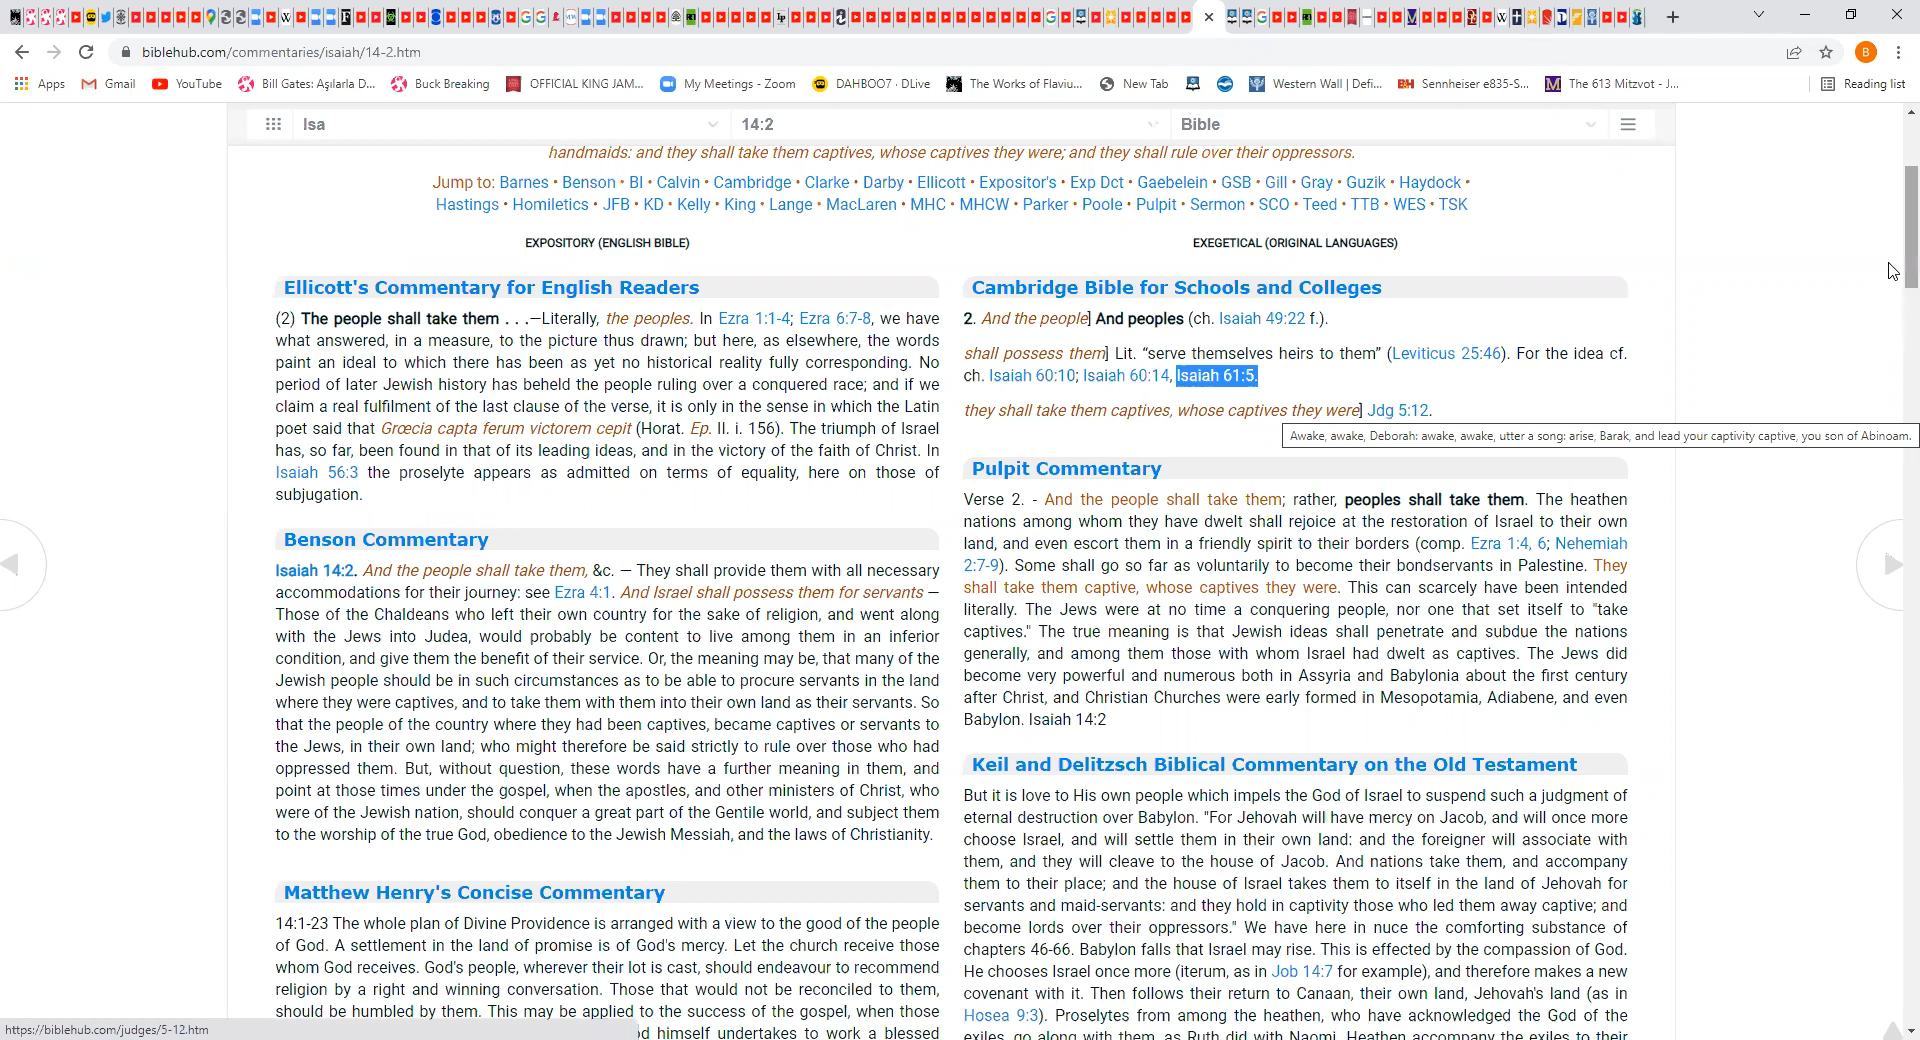 biblehub.com/commentaries/isaiah/14-2.htm
B
Apps Gmail YouTube Bill Gates: Aşılarla D... Buck Breaking OFFICIAL KING JAM... My Meetings - Zoom DAHBOO7 - DLive The Works of Flaviu... New Tab Western Wall | Defi... BH Sennheiser e835-S... M The 613 Mitzvot - J... Reading list
Isa 14:2 Bible
handmaids: and they shall take them captives, whose captives they were; and they shall rule over their oppressors.
Jump to: Barnes • Benson • BI • Calvin • Cambridge • Clarke • Darby • Ellicott • Expositor's • Exp Dct • Gaebelein • GSB • Gill • Gray • Guzik • Haydock •
Hastings • Homiletics • JFB • KD • Kelly • King • Lange • MacLaren • MHC • MHCW • Parker • Poole • Pulpit • Sermon • SCO • Teed • TTB • WES • TSK
EXPOSITORY (ENGLISH BIBLE)
Ellicott's Commentary for English Readers
(2) The people shall take them . . .—Literally, the peoples. In Ezra 1:1-4; Ezra 6:7-8, we have
what answered, in a measure, to the picture thus drawn; but here, as elsewhere, the words
paint an ideal to which there has been as yet no historical reality fully corresponding. No
period of later Jewish history has beheld the people ruling over a conquered race; and if we
claim a real fulfilment of the last clause of the verse, it is only in the sense in which the Latin
poet said that Græcia capta ferum victorem cepit (Horat. Ep. II. i. 156). The triumph of Israel
has, so far, been found in that of its leading ideas, and in the victory of the faith of Christ. In
Isaiah 56:3 the proselyte appears as admitted on terms of equality, here on those of
subjugation.
Benson Commentary
Isaiah 14:2. And the people shall take them, &c. — They shall provide them with all necessary
accommodations for their journey: see Ezra 4:1. And Israel shall possess them for servants —
Those of the Chaldeans who left their own country for the sake of religion, and went along
with the Jews into Judea, would probably be content to live among them in an inferior
condition, and give them the benefit of their service. Or, the meaning may be, that many of the
Jewish people should be in such circumstances as to be able to procure servants in the land
where they were captives, and to take them with them into their own land as their servants. So
that the people of the country where they had been captives, became captives or servants to
the Jews, in their own land; who might therefore be said strictly to rule over those who had
oppressed them. But, without question, these words have a further meaning in them, and
point at those times under the gospel, when the apostles, and other ministers of Christ, who
were of the Jewish nation, should conquer a great part of the Gentile world, and subject them
to the worship of the true God, obedience to the Jewish Messiah, and the laws of Christianity.
Matthew Henry's Concise Commentary
14:1-23 The whole plan of Divine Providence is arranged with a view to the good of the people
of God. A settlement in the land of promise is of God's mercy. Let the church receive those
whom God receives. God's people, wherever their lot is cast, should endeavour to recommend
religion by a right and winning conversation. Those that would not be reconciled to them,
should be humbled by them. This may be applied to the success of the gospel, when those
himself undertakes to work a blessed
EXEGETICAL (ORIGINAL LANGUAGES)
Cambridge Bible for Schools and Colleges
2. And the people] And peoples (ch. Isaiah 49:22 f.).
shall possess them] Lit. “serve themselves heirs to them” (Leviticus 25:46). For the idea cf.
ch. Isaiah 60:10; Isaiah 60:14, Isaiah 61:5.
they shall take them captives, whose captives they were] Jdg 5:12.
Awake, awake, Deborah: awake, awake, utter a song: arise, Barak, and lead your captivity captive, you son of Abinoam.
Pulpit Commentary
Verse 2. - And the people shall take them; rather, peoples shall take them. The heathen
nations among whom they have dwelt shall rejoice at the restoration of Israel to their own
land, and even escort them in a friendly spirit to their borders (comp. Ezra 1:4, 6; Nehemiah
2:7-9). Some shall go so far as voluntarily to become their bondservants in Palestine. They
shall take them captive, whose captives they were. This can scarcely have been intended
literally. The Jews were at no time a conquering people, nor one that set itself to "take
captives." The true meaning is that Jewish ideas shall penetrate and subdue the nations
generally, and among them those with whom Israel had dwelt as captives. The Jews did
become very powerful and numerous both in Assyria and Babylonia about the first century
after Christ, and Christian Churches were early formed in Mesopotamia, Adiabene, and even
Babylon. Isaiah 14:2
Keil and Delitzsch Biblical Commentary on the Old Testament
But it is love to His own people which impels the God of Israel to suspend such a judgment of
eternal destruction over Babylon. "For Jehovah will have mercy on Jacob, and will once more
choose Israel, and will settle them in their own land: and the foreigner will associate with
them, and they will cleave to the house of Jacob. And nations take them, and accompany
them to their place; and the house of Israel takes them to itself in the land of Jehovah for
servants and maid-servants: and they hold in captivity those who led them away captive; and
become lords over their oppressors." We have here in nuce the comforting substance of
chapters 46-66. Babylon falls that Israel may rise. This is effected by the compassion of God.
He chooses Israel once more (iterum, as in Job 14:7 for example), and therefore makes a new
covenant with it. Then follows their return to Canaan, their own land, Jehovah's land (as in
Hosea 9:3). Proselytes from among the heathen, who have acknowledged the God of the
exiles, go along with them, as Ruth did with Naomi. Heathen accompany the exiles to their
https://biblehub.com/judges/5-12.htm